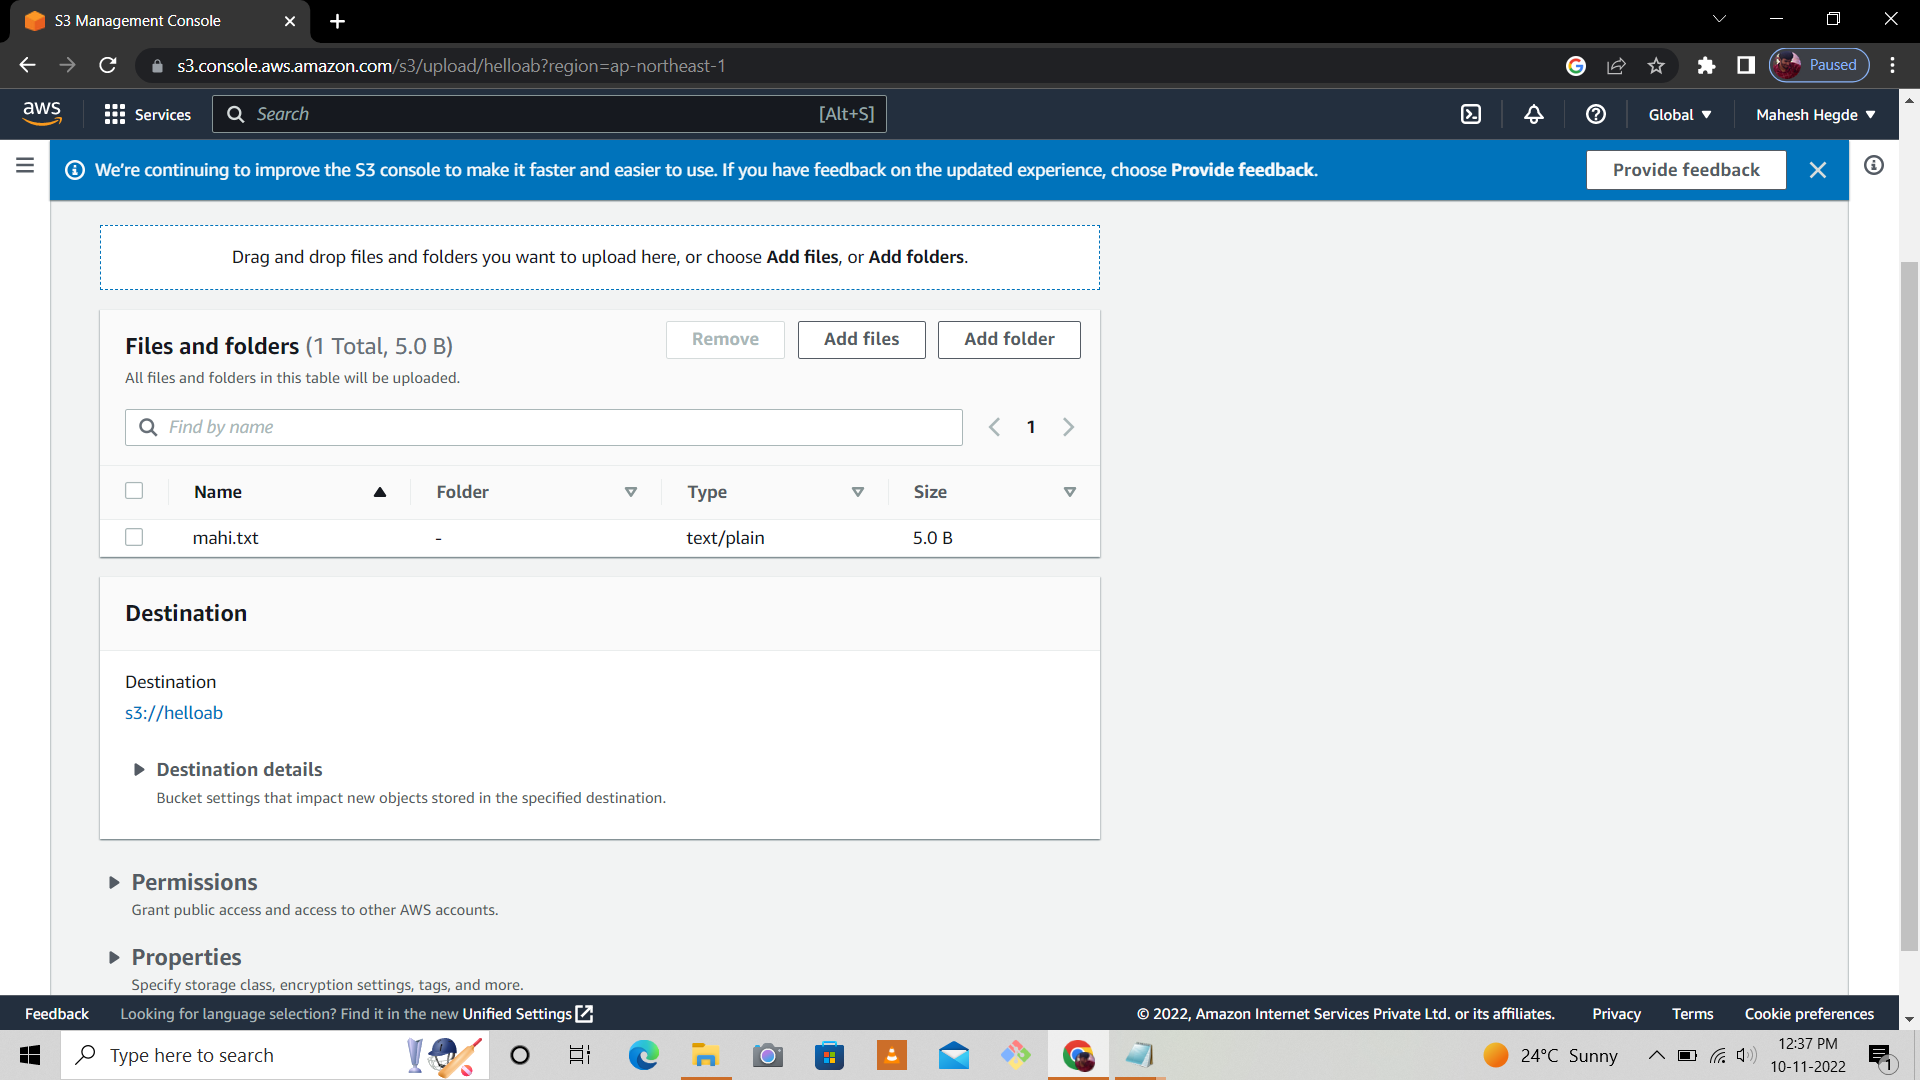 S3 Management Console
s3.console.aws.amazon.com/s3/upload/helloab?region=ap-northeast-1
Paused
aws
Services
Search
[Alt+S]
Global
Mahesh Hegde
We're continuing to improve the S3 console to make it faster and easier to use. If you have feedback on the updated experience, choose Provide feedback.
Provide feedback
Drag and drop files and folders you want to upload here, or choose Add files, or Add folders.
Files and folders (1 Total, 5.0 B)
Remove
Add files
Add folder
All files and folders in this table will be uploaded.
Find by name
1
Name Folder Type Size
mahi.txt - text/plain 5.0 B
Destination
Destination
s3://helloab
Destination details
Bucket settings that impact new objects stored in the specified destination.
Permissions
Grant public access and access to other AWS accounts.
Properties
Specify storage class, encryption settings, tags, and more.
Feedback
Looking for language selection? Find it in the new Unified Settings
© 2022, Amazon Internet Services Private Ltd. or its affiliates.
Privacy
Terms
Cookie preferences
Type here to search
24°C Sunny
12:37 PM
10-11-2022
1